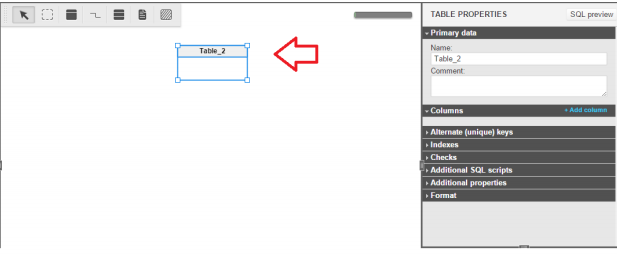 TABLE PROPERTIES
SQL preview
Primary data
Name:
Table_2
Comment:
Columns
+ Add column
Alternate (unique) keys
Indexes
Checks
Additional SQL scripts
Additional properties
Format
Table_2